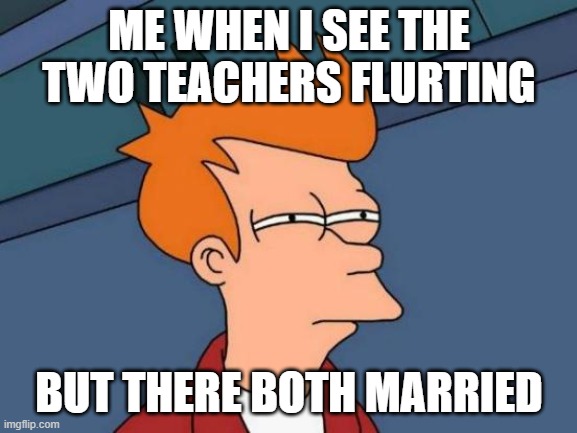 ME WHEN I SEE THE
TWO TEACHERS FLURTING
BUT THERE BOTH MARRIED
imgflip.com